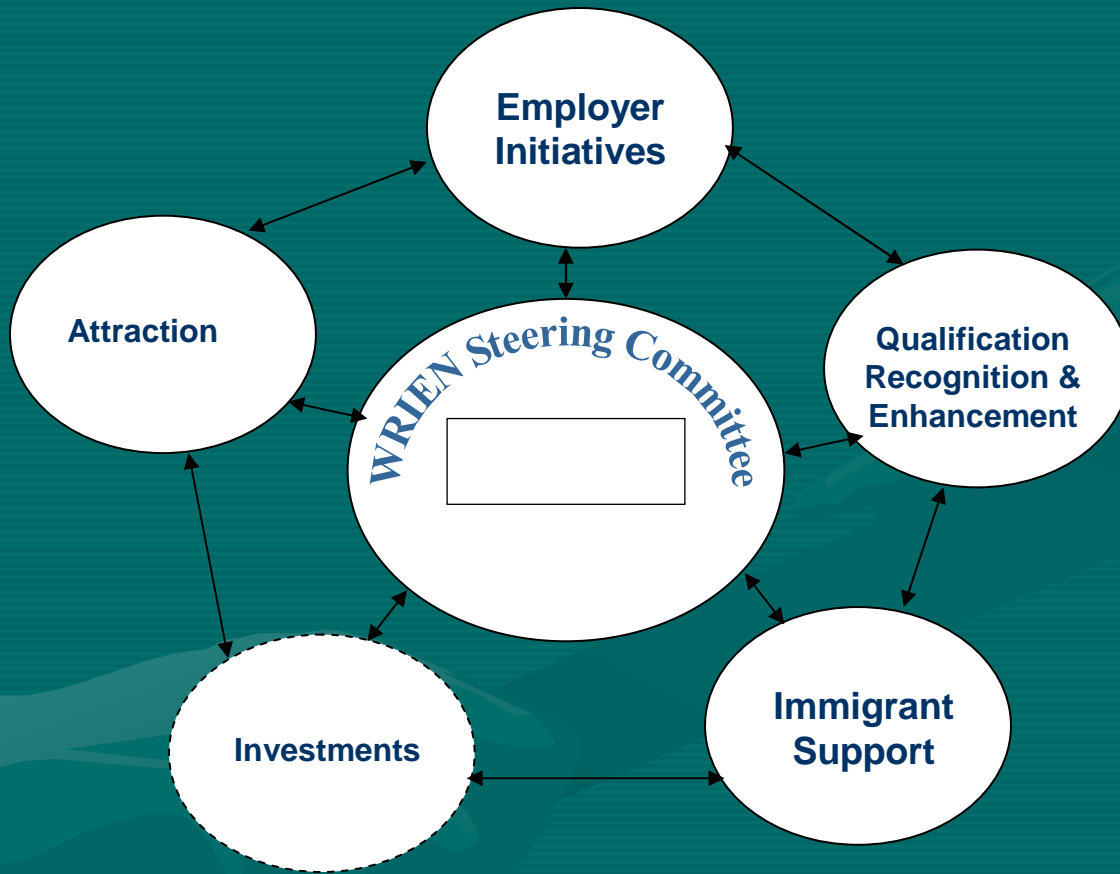 Employer
Initiatives
Attraction
WRIEN Steering Committee
Qualification
Recognition &
Enhancement
Investments
Immigrant
Support